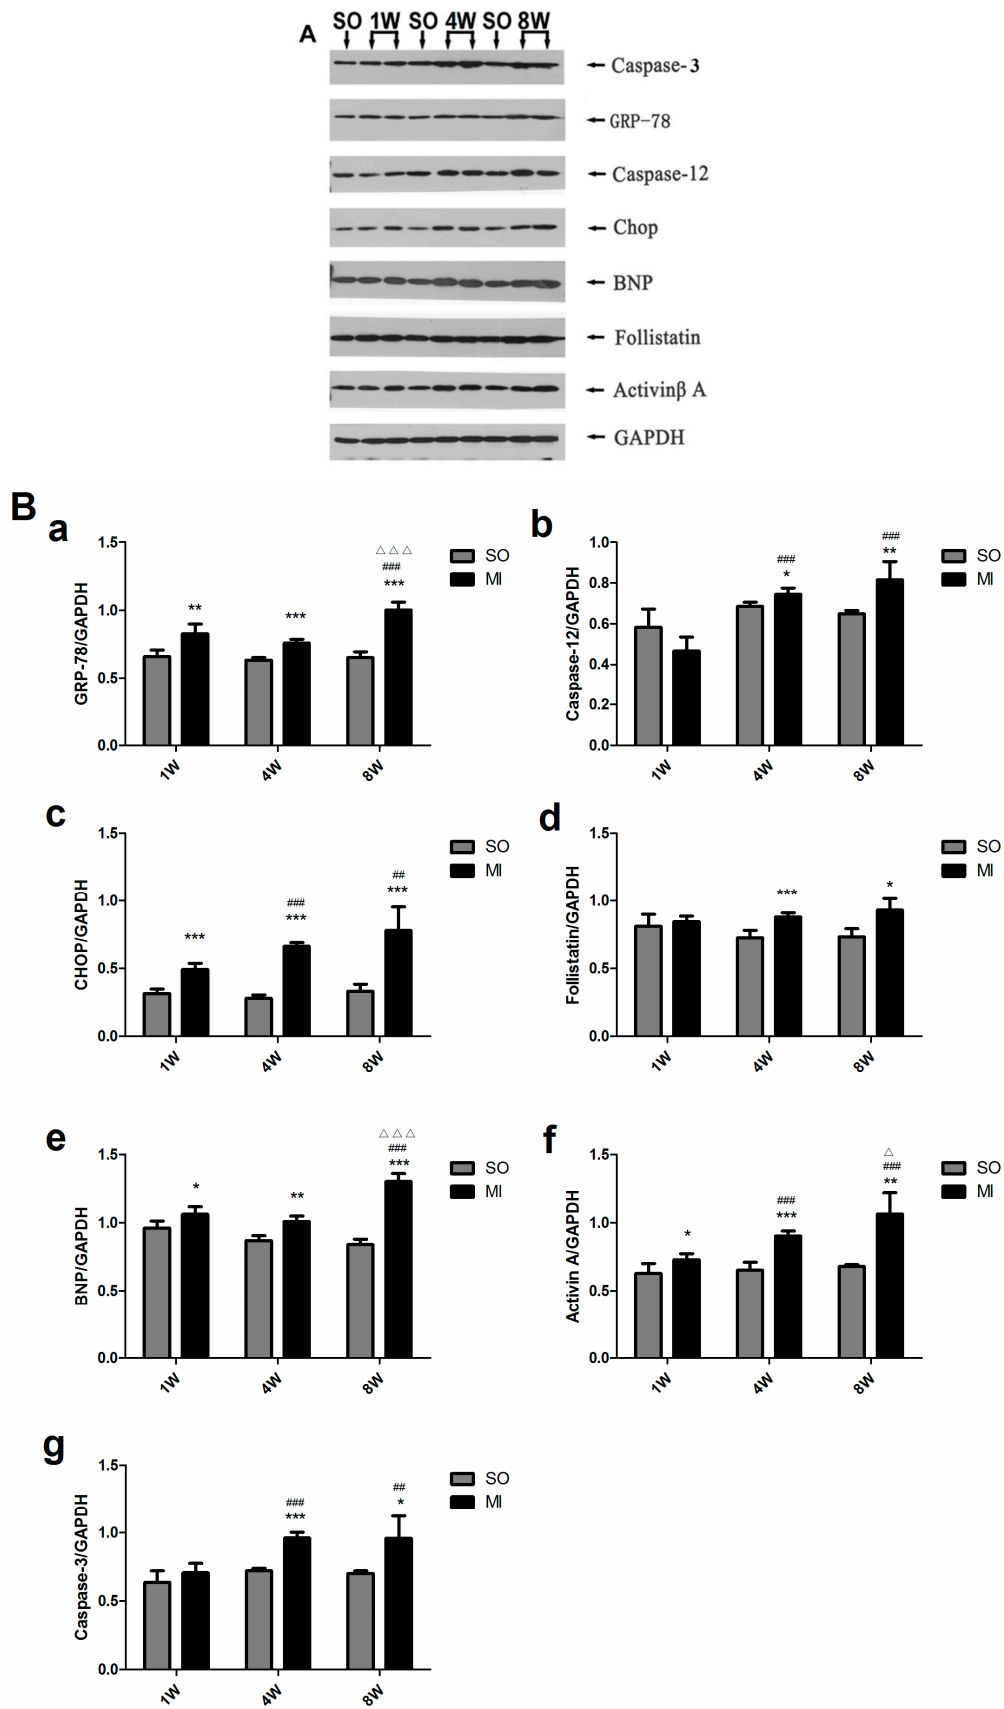 A
SO 1W SO 4W SO 8W
Caspase-3
GRP-78
Caspase-12
Chop
BNP
Follistatin
Activinβ A
GAPDH
B
a
GRP-78/GAPDH
1.5
1.0
0.5
0.0
** *** △△△
###
***
1W 4W 8W
SO
MI
b
Caspase-12/GAPDH
1.0
0.8
0.6
0.4
0.2
0.0
###
*
###
**
1W 4W 8W
SO
MI
c
CHOP/GAPDH
1.5
1.0
0.5
0.0
***
###
***
##
***
1W 4W 8W
SO
MI
d
Follistatin/GAPDH
1.5
1.0
0.5
0.0
***
*
1W 4W 8W
SO
MI
e
BNP/GAPDH
1.5
1.0
0.5
0.0
*
**
△△△
###
***
1W 4W 8W
SO
MI
f
Activin A/GAPDH
1.5
1.0
0.5
0.0
*
###
***
△
###
**
1W 4W 8W
SO
MI
g
Caspase-3/GAPDH
1.5
1.0
0.5
0.0
###
***
##
*
1W 4W 8W
SO
MI